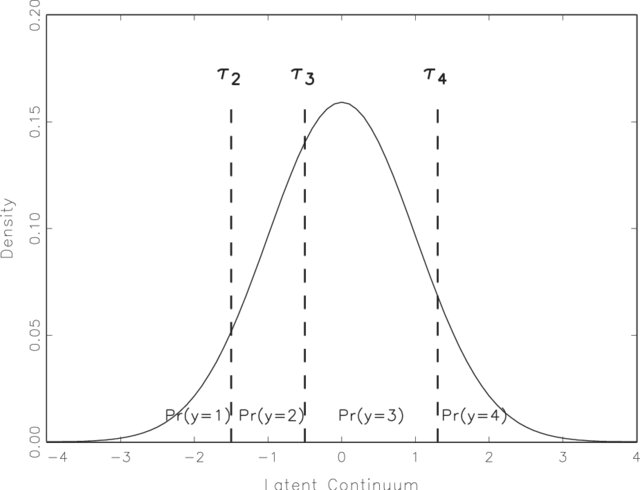 0.20
τ2 τ3 τ4
0.15
Density
0.10
0.05
Pr(y=1) Pr(y=2) Pr(y=3) Pr(y=4)
0.00
−4 −3 −2 −1 0 1 2 3 4
Latent Continuum